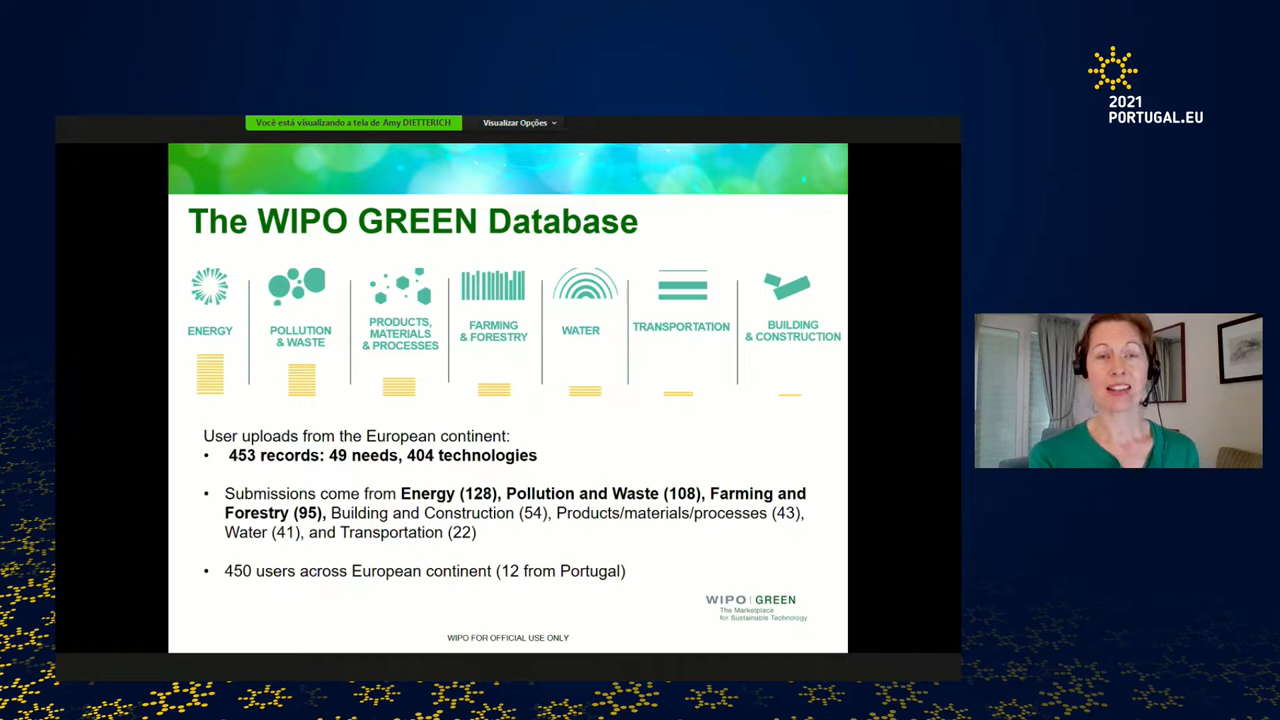 2021
PORTUGAL.EU
Você está visualizando a tela de Amy DIETTERICH
Visualizar Opções
The WIPO GREEN Database
ENERGY
POLLUTION
& WASTE
PRODUCTS,
MATERIALS
& PROCESSES
FARMING
& FORESTRY
WATER
TRANSPORTATION
BUILDING
& CONSTRUCTION
User uploads from the European continent:
• 453 records: 49 needs, 404 technologies
• Submissions come from Energy (128), Pollution and Waste (108), Farming and
Forestry (95), Building and Construction (54), Products/materials/processes (43),
Water (41), and Transportation (22)
• 450 users across European continent (12 from Portugal)
WIPO | GREEN
The Marketplace
for Sustainable Technology
WIPO FOR OFFICIAL USE ONLY